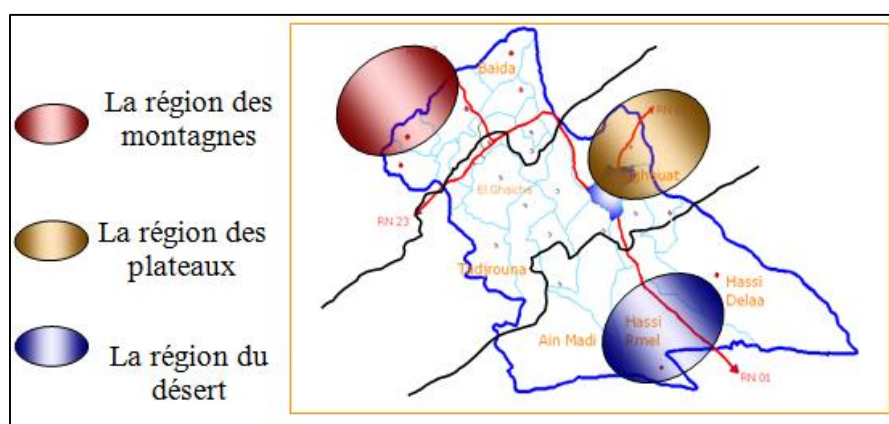 La région des
montagnes
La région des
plateaux
La région du
désert
Baida
RN
El Ghaicha
RN 23
Tadjrouna
Hassi
Delaa
Ain Madi
Hassi
Rmel
RN 01